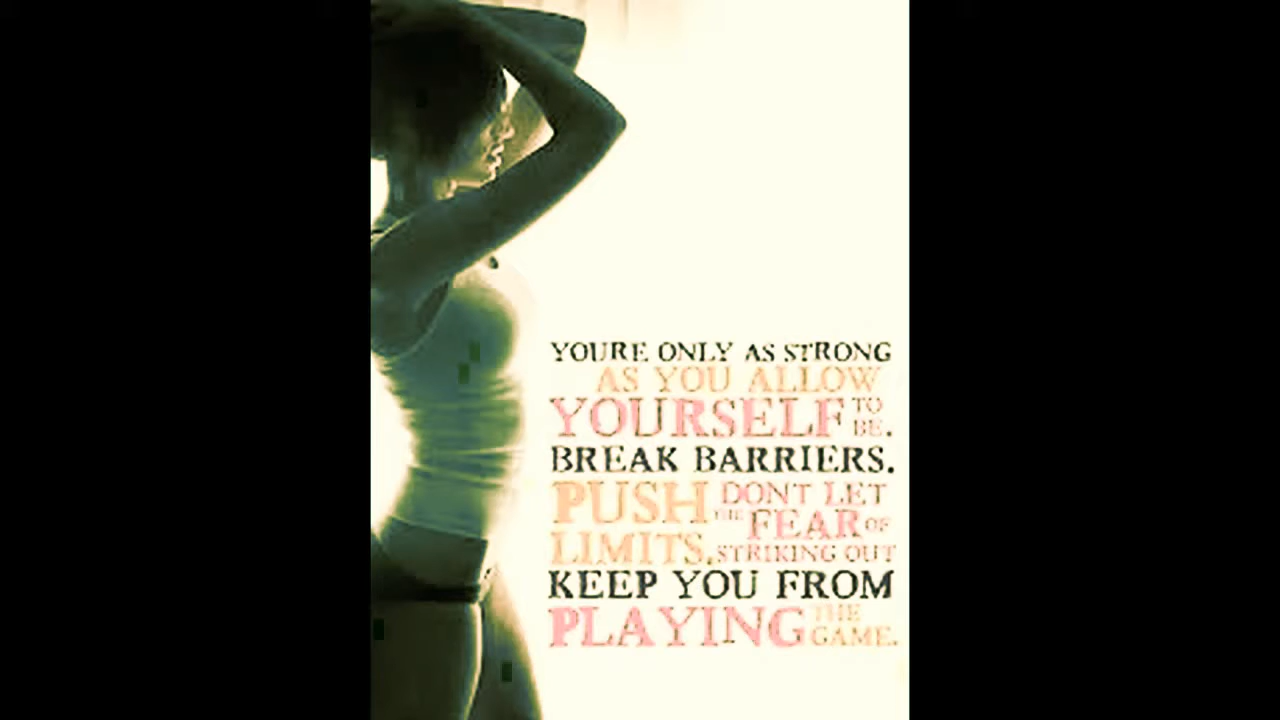 YOURE ONLY AS STRONG
AS YOU ALLOW
YOURSELF TO BE.
BREAK BARRIERS.
PUSH LIMITS.
DONT LET
THE FEAR OF
STRIKING OUT
KEEP YOU FROM
PLAYING THE GAME.